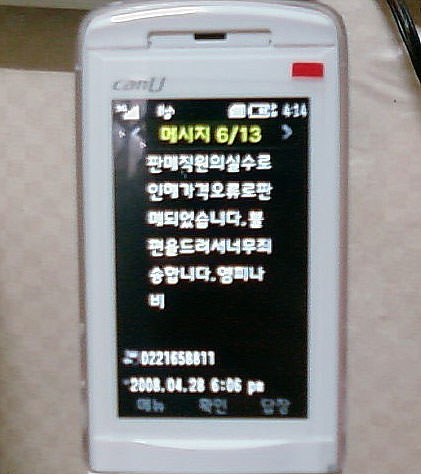 canU
4:14
메시지 6/13
판매직원의실수로
인해가격오류로판
매되었습니다.불
편을드려서너무죄
송합니다.영피나
비
0221658811
2008.04.28 6:06 pm
메뉴 확인 답장